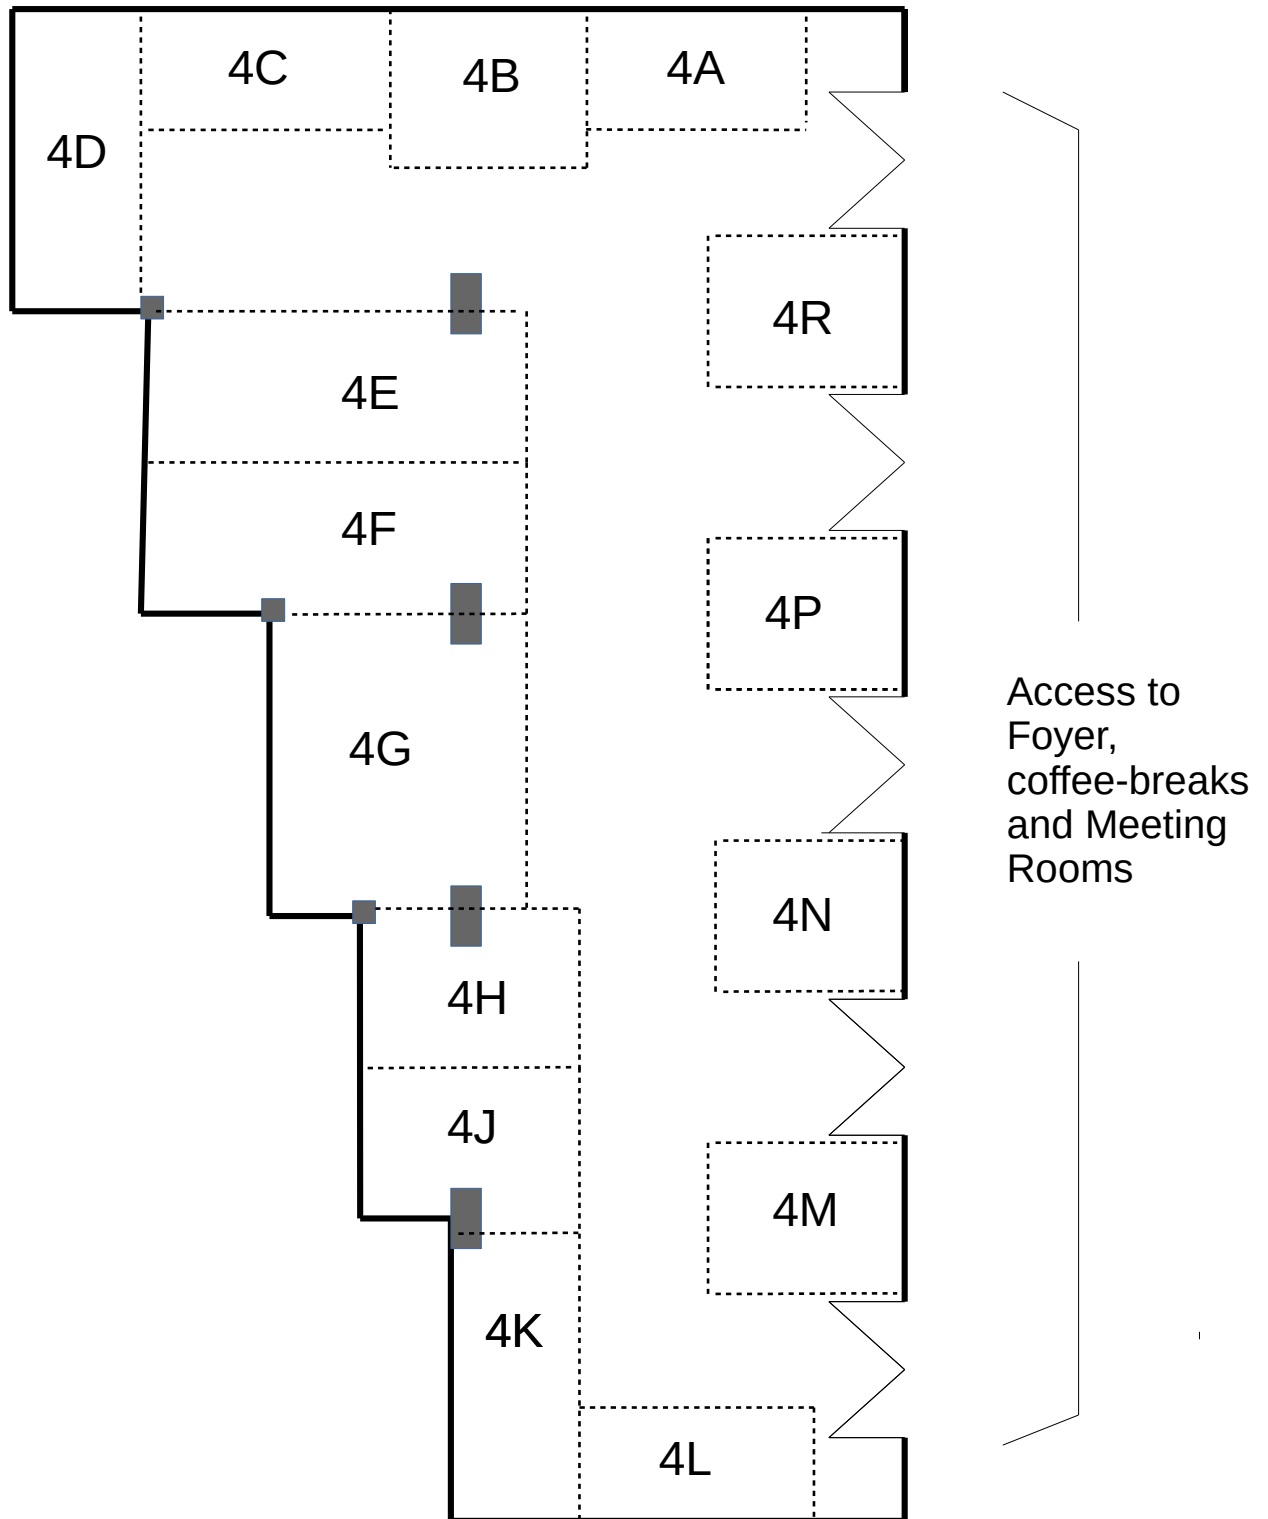 4C
4B
4A
4D
4R
4E
4F
4P
Access to
Foyer,
coffee-breaks
and Meeting
Rooms
4G
4N
4H
4J
4M
4K
4L